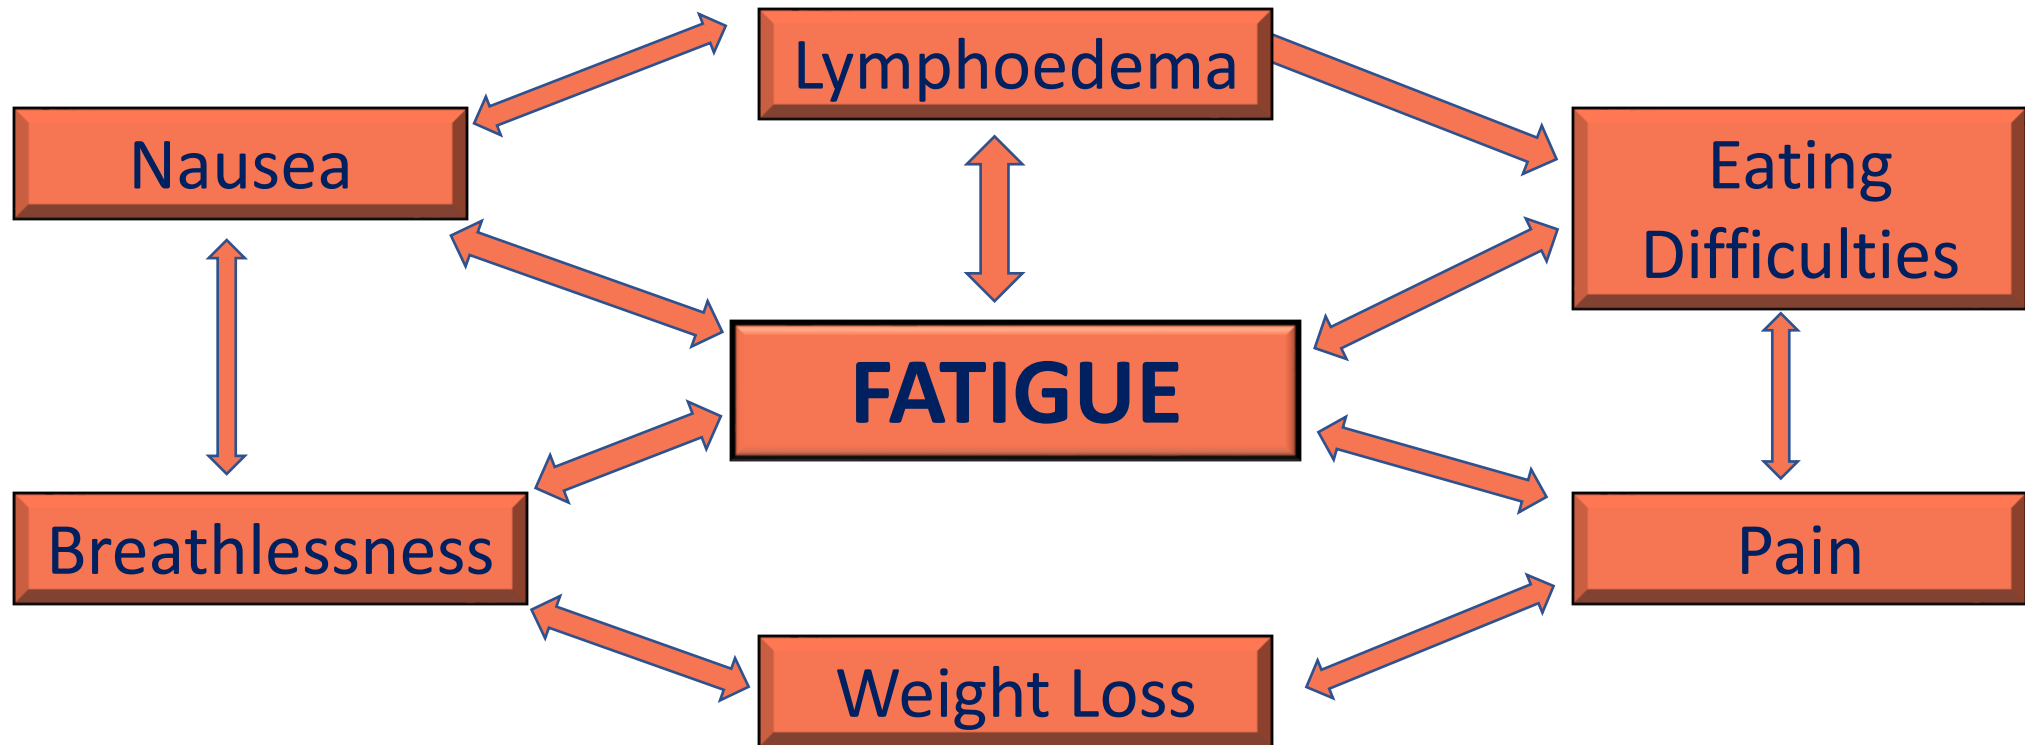 Lymphoedema
Nausea
Eating
Difficulties
FATIGUE
Breathlessness
Pain
Weight Loss